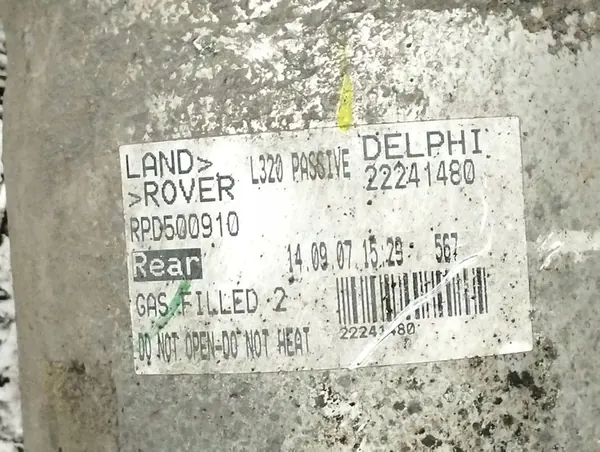 LAND>
>ROVER
L320 PASSIVE
DELPHI
22241480
RPD500910
Rear
14.09.07 15:29 567
GAS FILLED 2
22241480
DO NOT OPEN-DO NOT HEAT